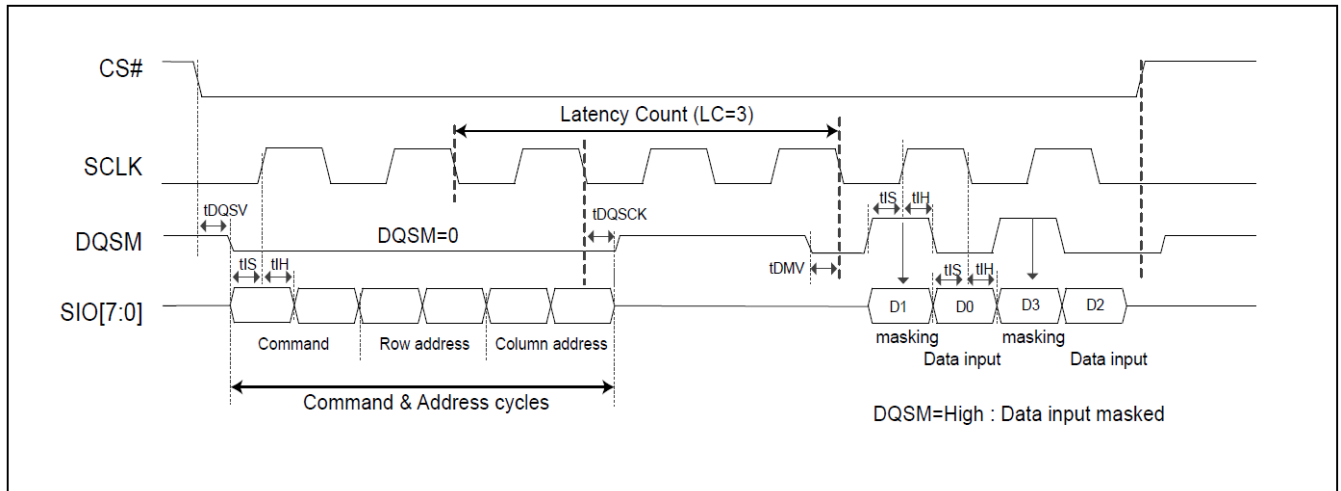 CS#
Latency Count (LC=3)
SCLK
tDQSV
tDQSCK
tIS
tIH
DQSM
DQSM=0
tIS
tIH
tDMV
tIS
tIH
SIO[7:0]
D1
D0
D3
D2
Command
Row address
Column address
masking
masking
Data input
Data input
Command & Address cycles
DQSM=High : Data input masked